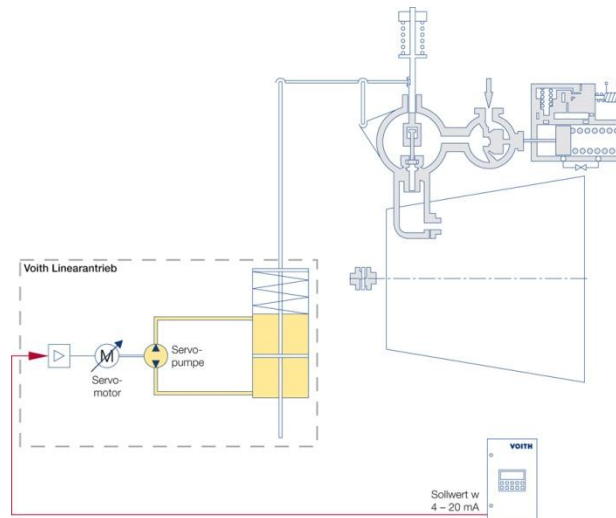 Voith Linearantrieb
Servo-
pumpe
M
Servo-
motor
VOITH
Sollwert w
4 – 20 mA